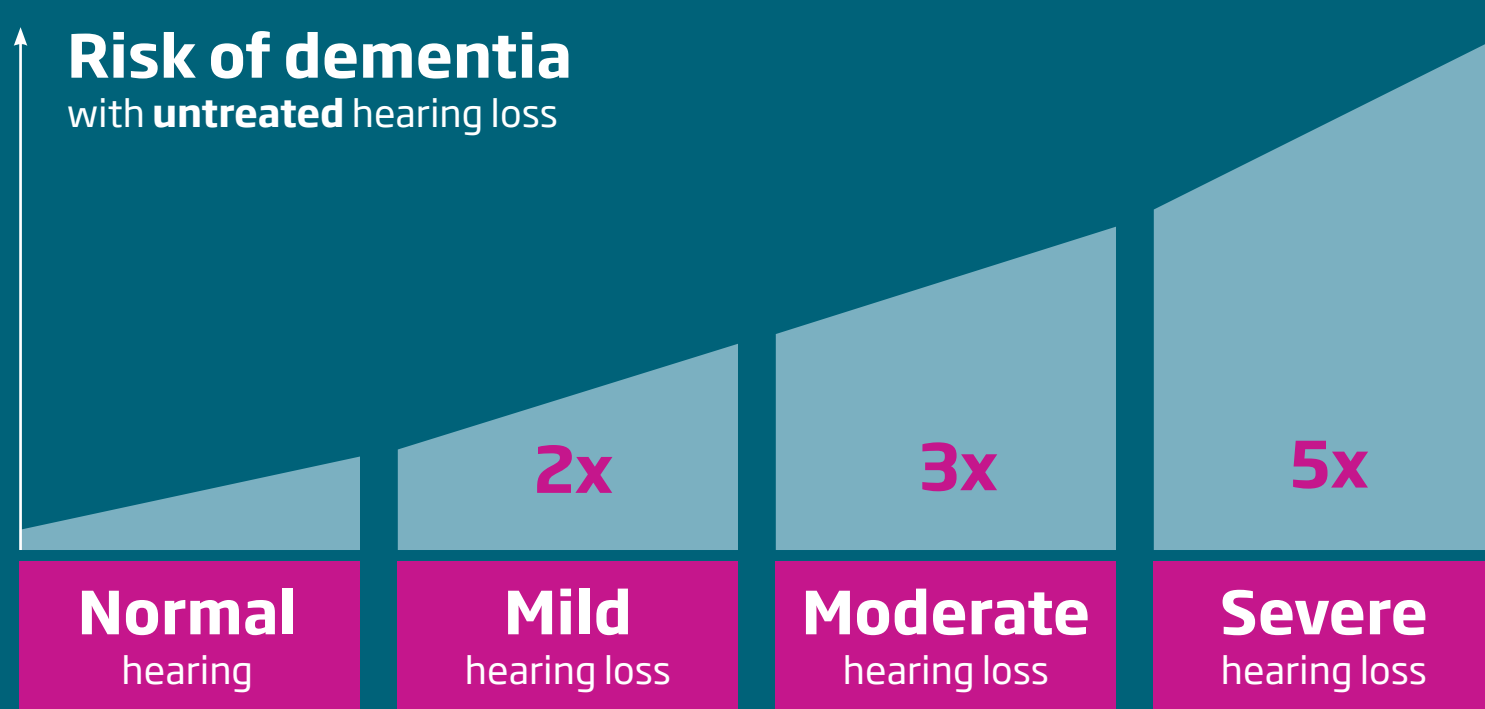 Risk of dementia
with untreated hearing loss
2x
3x
5x
Normal
hearing
Mild
hearing loss
Moderate
hearing loss
Severe
hearing loss